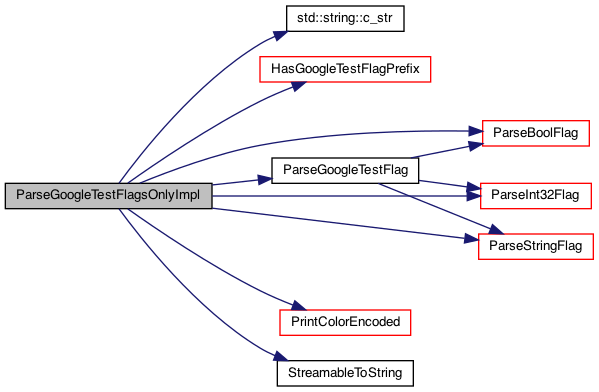 std::string::c_str
HasGoogleTestFlagPrefix
ParseBoolFlag
ParseGoogleTestFlag
ParseGoogleTestFlagsOnlyImpl
ParseInt32Flag
ParseStringFlag
PrintColorEncoded
StreamableToString